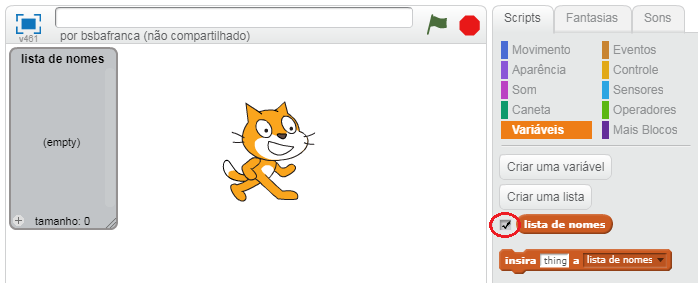 v461
por bsbafranca (não compartilhado)
lista de nomes
(empty)
+ tamanho: 0
Scripts Fantasias Sons
Movimento Eventos
Aparência Controle
Som Sensores
Caneta Operadores
Variáveis Mais Blocos
Criar uma variável
Criar uma lista
lista de nomes
insira thing a lista de nomes